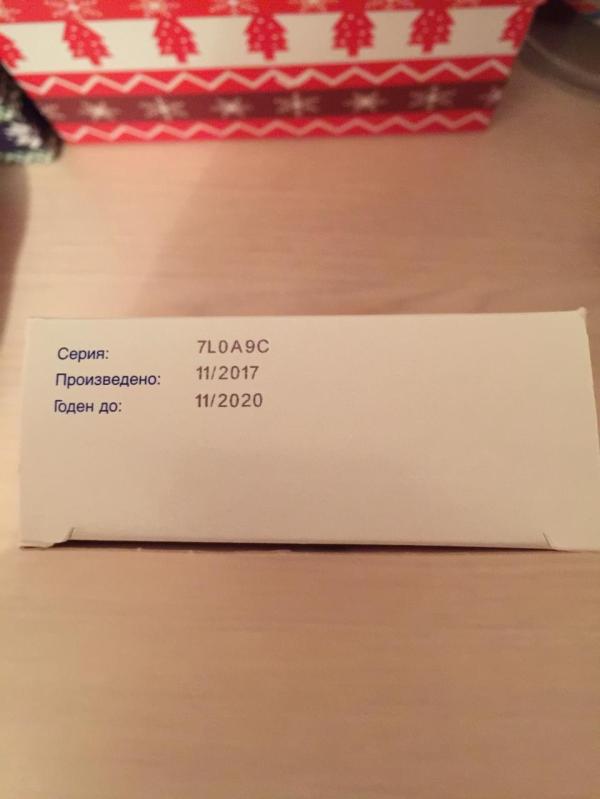 Серия: 7L0A9C
Произведено: 11/2017
Годен до: 11/2020